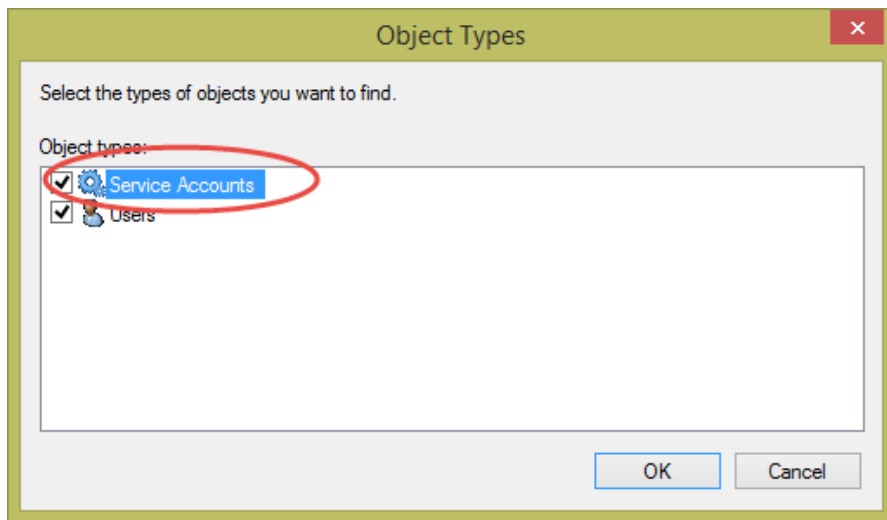 Object Types
Select the types of objects you want to find.
Object types:
Service Accounts
Users
OK
Cancel